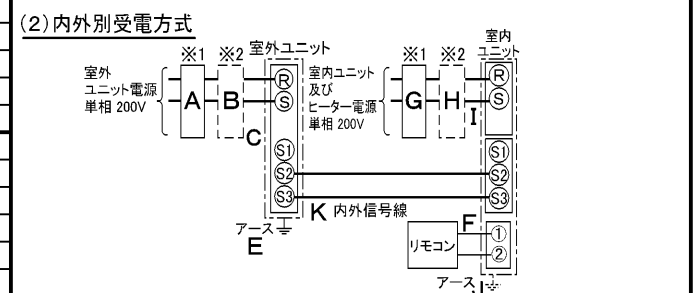 (2)内外別受電方式
※1 ※2 室外ユニット ※1 ※2 室内
ユニット
室外
ユニット電源
単相 200V
A B C R S
室内ユニット
及び
ヒーター電源
単相 200V
G H I R S
S1 S1
S2 S2
S3 S3
K 内外信号線
アース
E
F
リモコン ① ②
アース J